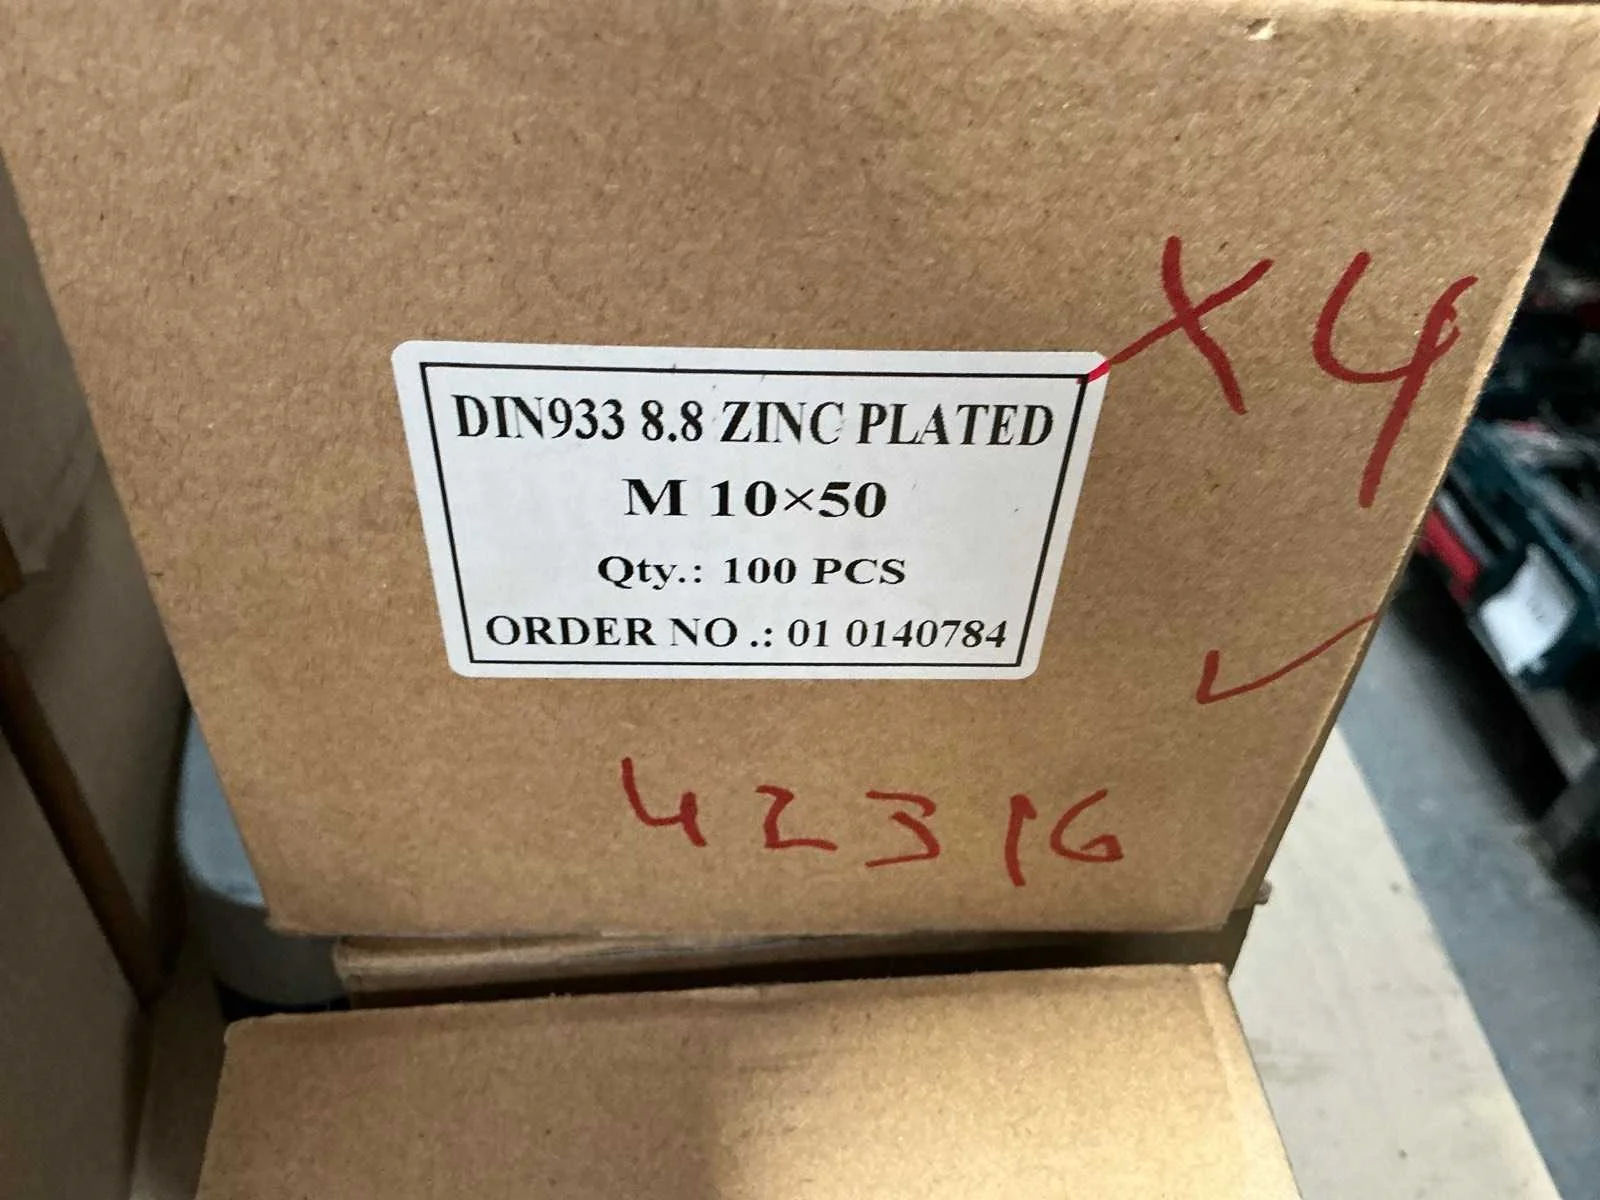 X4
DIN933 8.8 ZINC PLATED
M 10×50
Qty.: 100 PCS
ORDER NO .: 01 0140784
✓
42316